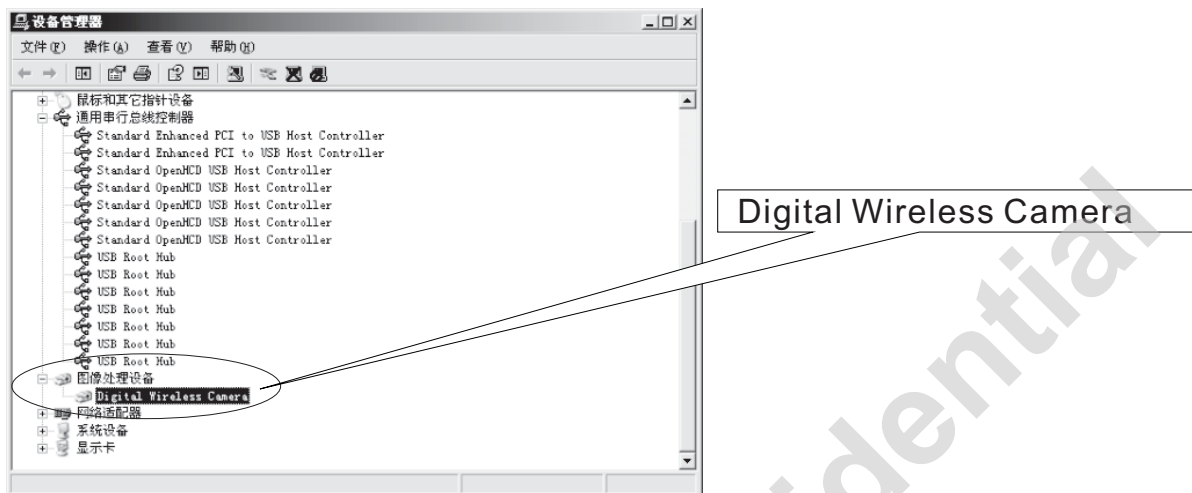 设备管理器
文件(F) 操作(A) 查看(V) 帮助(H)
鼠标和其它指针设备
通用串行总线控制器
Standard Enhanced PCI to USB Host Controller
Standard Enhanced PCI to USB Host Controller
Standard OpenHCD USB Host Controller
Standard OpenHCD USB Host Controller
Standard OpenHCD USB Host Controller
Standard OpenHCD USB Host Controller
Standard OpenHCD USB Host Controller
USB Root Hub
USB Root Hub
USB Root Hub
USB Root Hub
USB Root Hub
USB Root Hub
USB Root Hub
图像处理设备
Digital Wireless Camera
网络适配器
系统设备
显示卡
Digital Wireless Camera
idential